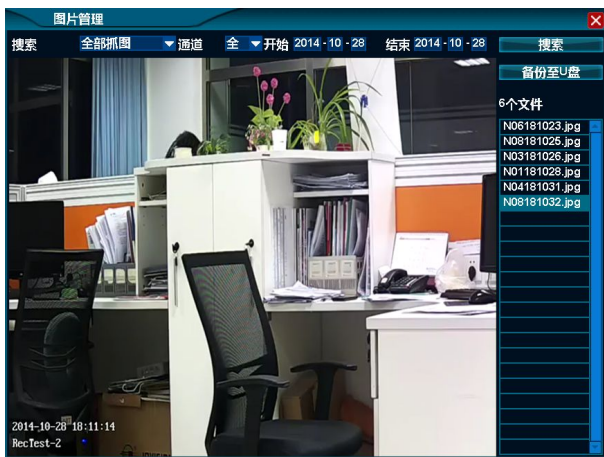 图片管理
搜索 全部抓图 通道 全 开始 2014 - 10 - 28 结束 2014 - 10 - 28 搜索
备份至U盘
6个文件
N06181023.jpg
N08181025.jpg
N03181026.jpg
N01181028.jpg
N04181031.jpg
N08181032.jpg
2014-10-28 18:11:14
RecTest-2